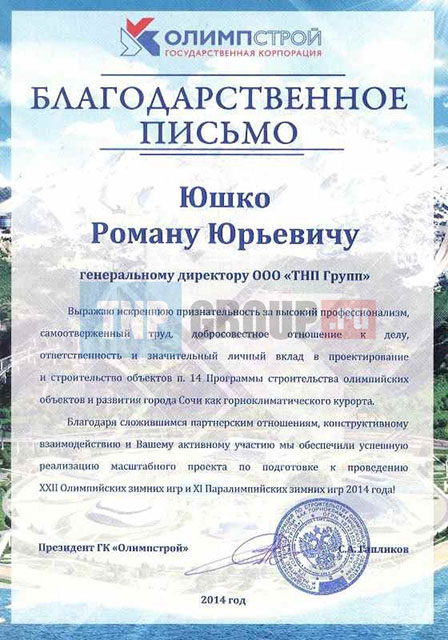 ОЛИМПСТРОЙ
ГОСУДАРСТВЕННАЯ КОРПОРАЦИЯ
БЛАГОДАРСТВЕННОЕ
ПИСЬМО
Юшко
Роману Юрьевичу
генеральному директору ООО «ТНП Групп»
Выражаю искреннюю признательность за высокий профессионализм,
самоотверженный труд, добросовестное отношение к делу,
ответственность и значительный личный вклад в проектирование
и строительство объектов п. 14 Программы строительства олимпийских
объектов и развития города Сочи как горноклиматического курорта.
Благодаря сложившимся партнерским отношениям, конструктивному
взаимодействию и Вашему активному участию мы обеспечили успешную
реализацию масштабного проекта по подготовке к проведению
XXII Олимпийских зимних игр и XI Паралимпийских зимних игр 2014 года!
Президент ГК «Олимпстрой»
С.А. Гапликов
2014 год